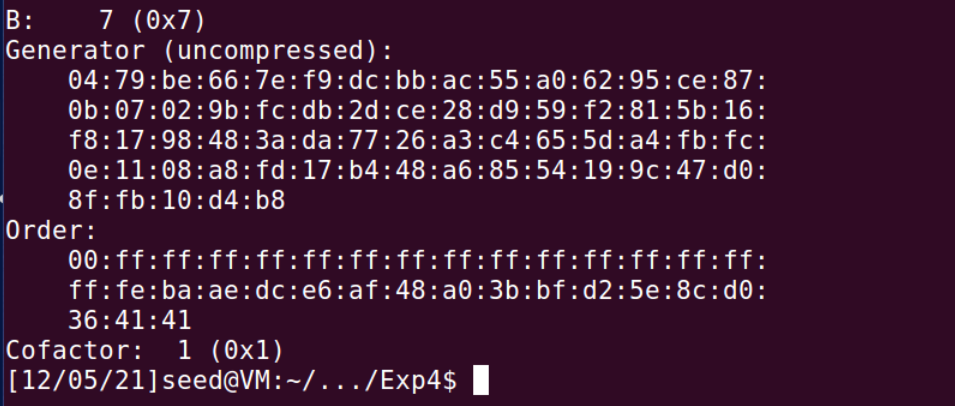 B:    7 (0x7)
Generator (uncompressed):
    04:79:be:66:7e:f9:dc:bb:ac:55:a0:62:95:ce:87:
    0b:07:02:9b:fc:db:2d:ce:28:d9:59:f2:81:5b:16:
    f8:17:98:48:3a:da:77:26:a3:c4:65:5d:a4:fb:fc:
    0e:11:08:a8:fd:17:b4:48:a6:85:54:19:9c:47:d0:
    8f:fb:10:d4:b8
Order:
    00:ff:ff:ff:ff:ff:ff:ff:ff:ff:ff:ff:ff:ff:ff:
    ff:fe:ba:ae:dc:e6:af:48:a0:3b:bf:d2:5e:8c:d0:
    36:41:41
Cofactor:  1 (0x1)
[12/05/21]seed@VM:~/.../Exp4$